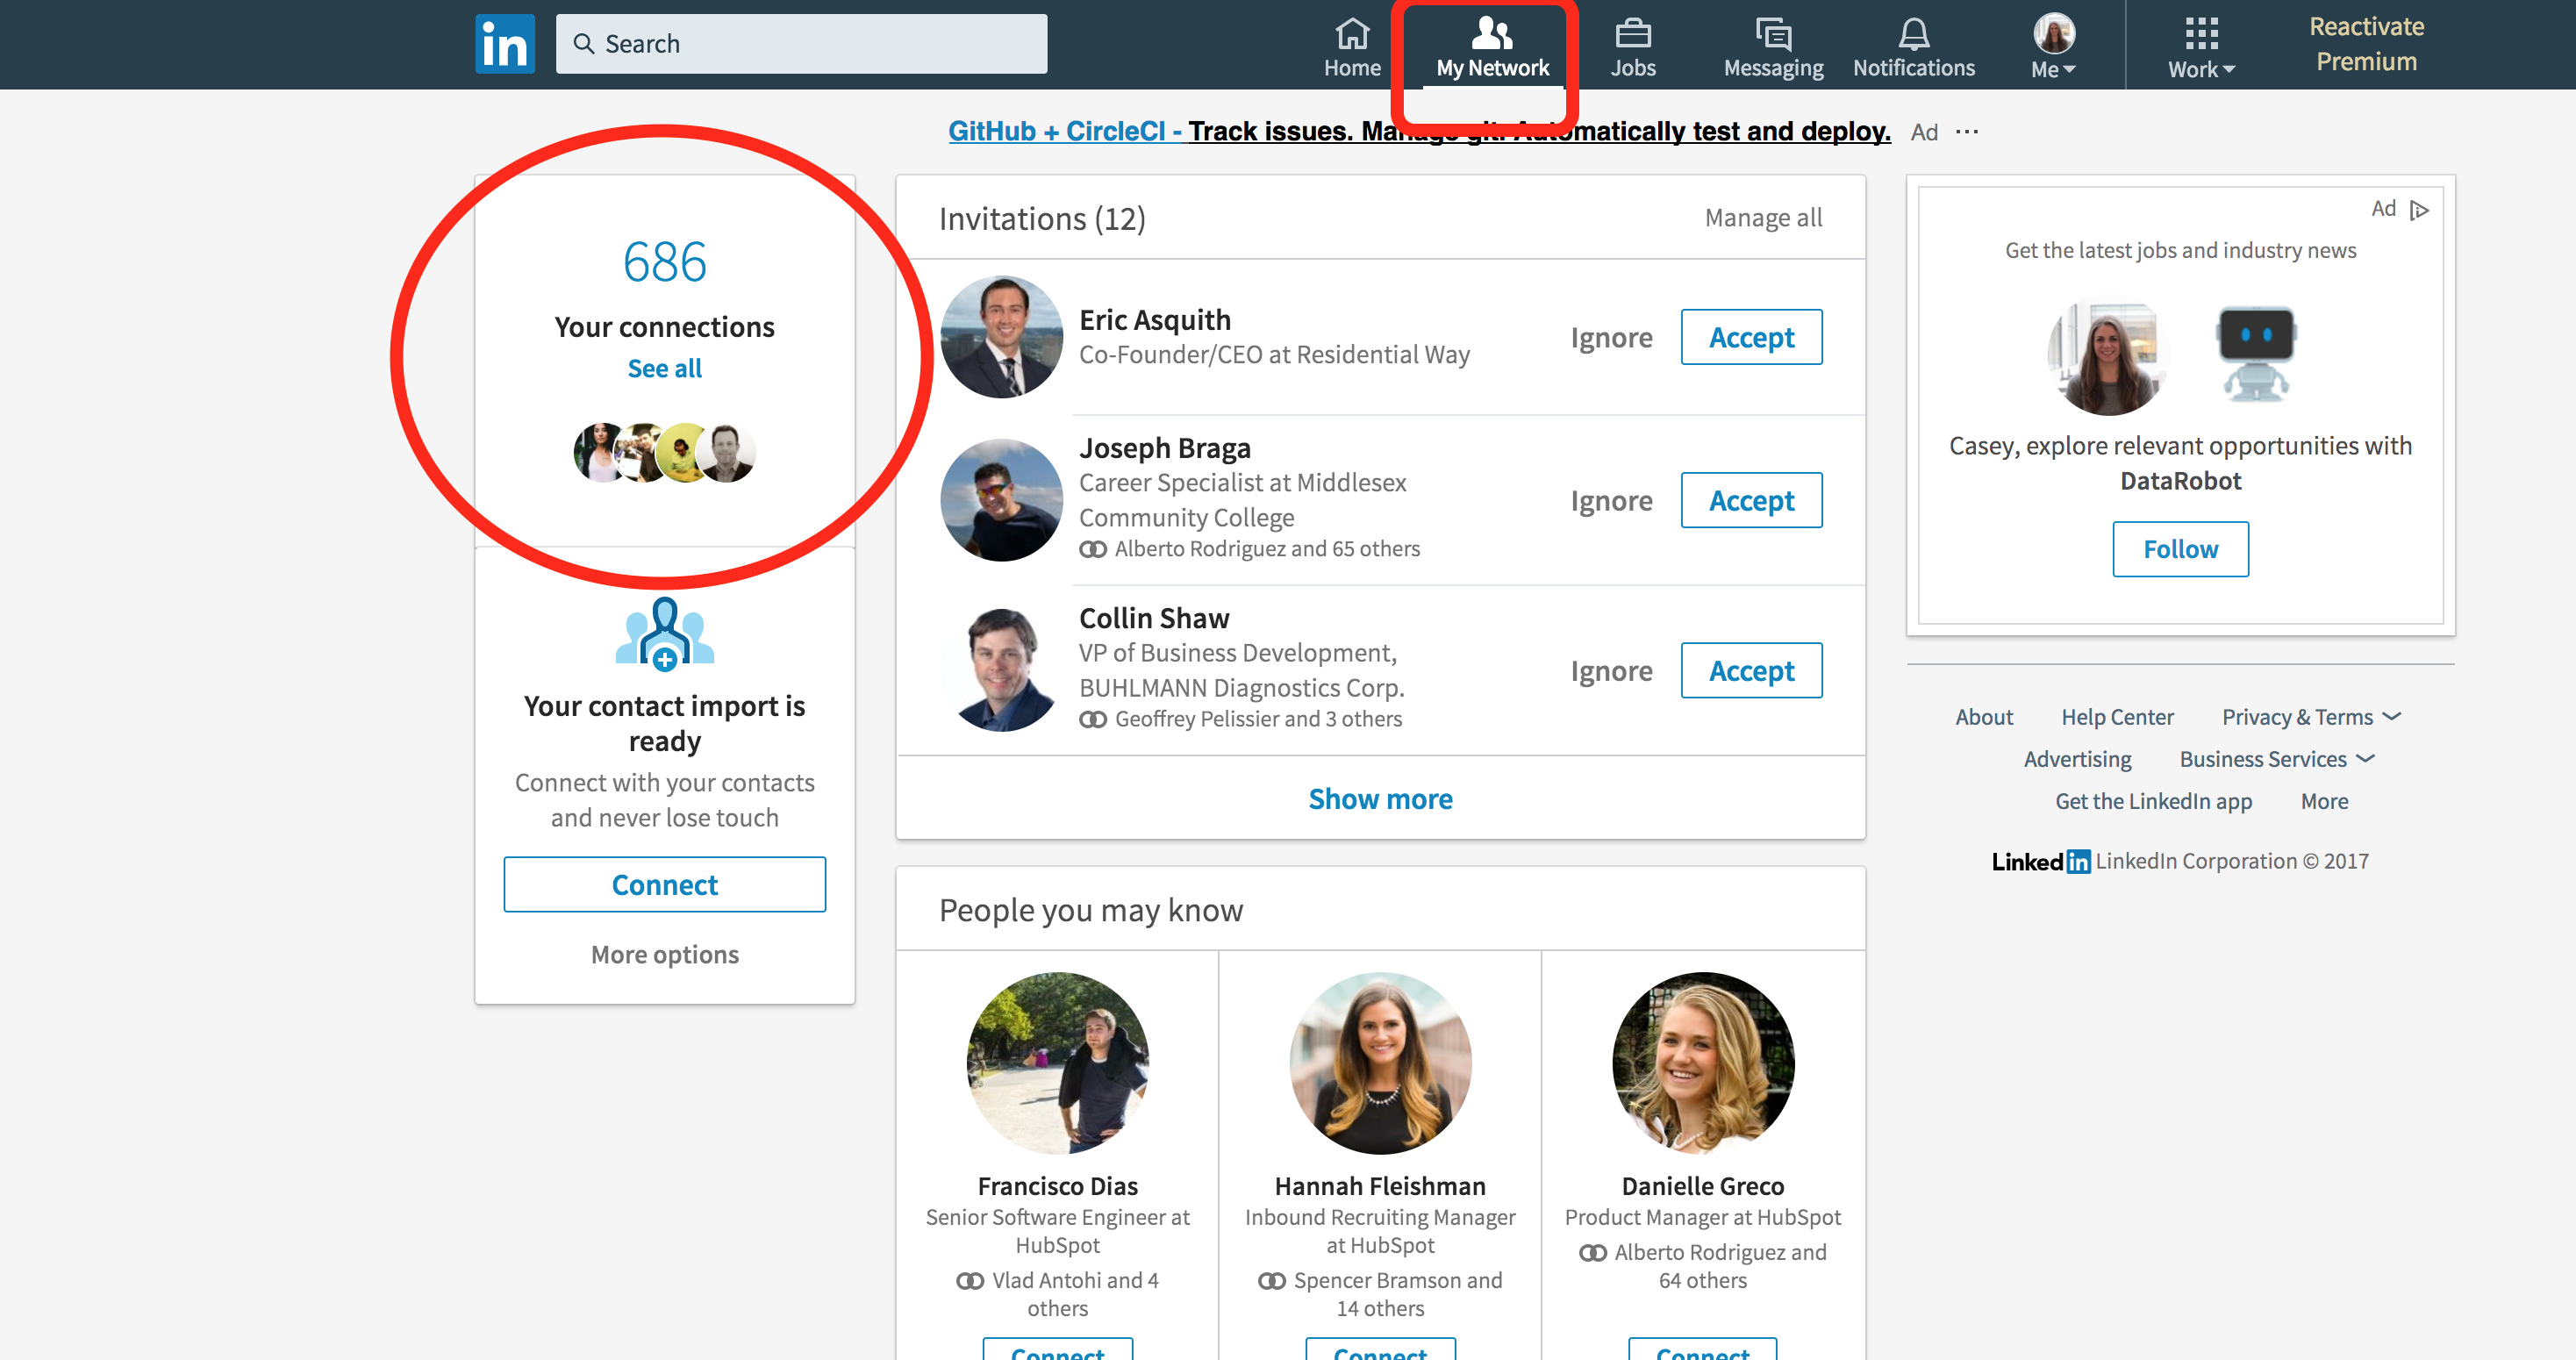 in
Search
Home
My Network
Jobs
Messaging
Notifications
Me
Work
Reactivate
Premium
GitHub + CircleCI - Track issues. Manage git. Automatically test and deploy.
Ad
686
Your connections
See all
Your contact import is
ready
Connect with your contacts
and never lose touch
Connect
More options
Invitations (12)
Manage all
Eric Asquith
Co-Founder/CEO at Residential Way
Ignore
Accept
Joseph Braga
Career Specialist at Middlesex
Community College
Alberto Rodriguez and 65 others
Ignore
Accept
Collin Shaw
VP of Business Development,
BUHLMANN Diagnostics Corp.
Geoffrey Pelissier and 3 others
Ignore
Accept
Show more
People you may know
Francisco Dias
Senior Software Engineer at
HubSpot
Vlad Antohi and 4
others
Connect
Hannah Fleishman
Inbound Recruiting Manager
at HubSpot
Spencer Bramson and
14 others
Connect
Danielle Greco
Product Manager at HubSpot
Alberto Rodriguez and
64 others
Connect
Ad
Get the latest jobs and industry news
Casey, explore relevant opportunities with
DataRobot
Follow
About
Help Center
Privacy & Terms
Advertising
Business Services
Get the LinkedIn app
More
LinkedIn LinkedIn Corporation © 2017